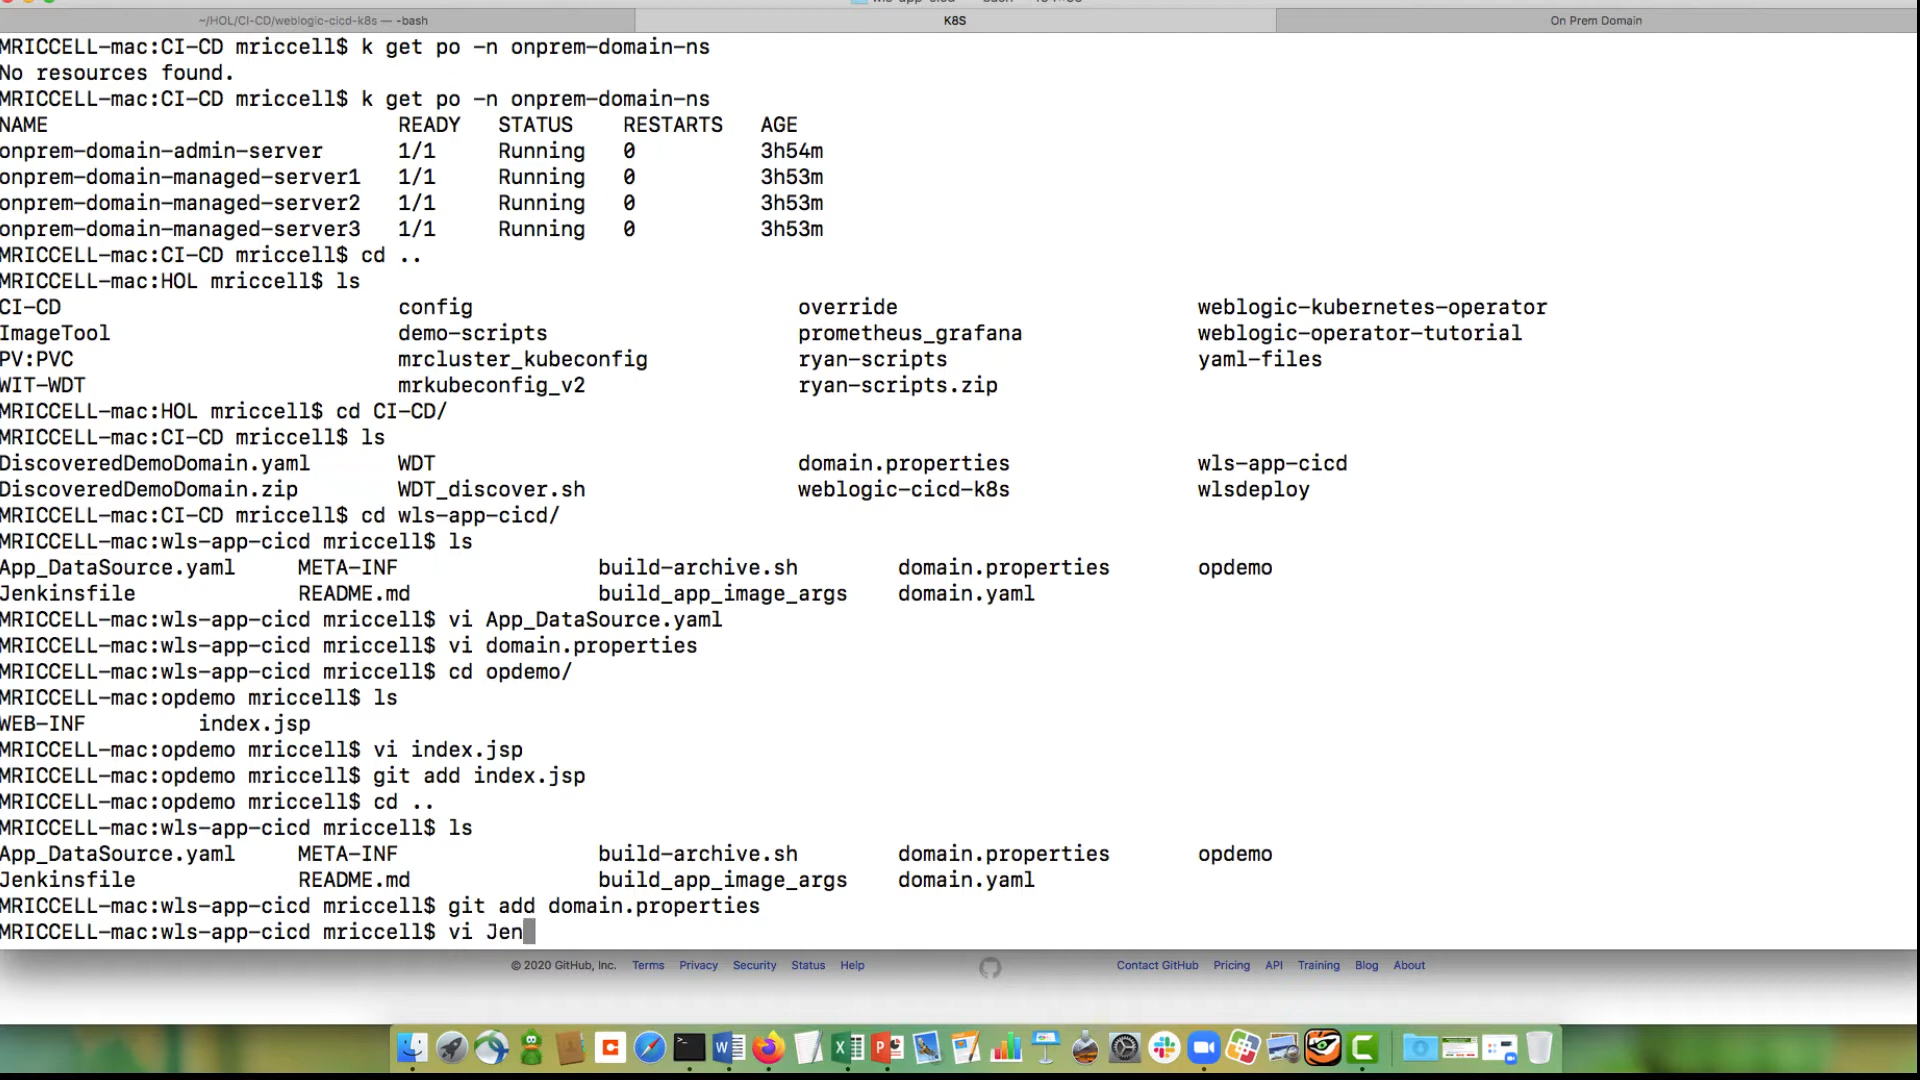 ~/HOL/CI-CD/weblogic-cicd-k8s — -bash K8S On Prem Domain
MRICCELL-mac:CI-CD mriccell$ k get po -n onprem-domain-ns
No resources found.
MRICCELL-mac:CI-CD mriccell$ k get po -n onprem-domain-ns
NAME READY STATUS RESTARTS AGE
onprem-domain-admin-server 1/1 Running 0 3h54m
onprem-domain-managed-server1 1/1 Running 0 3h53m
onprem-domain-managed-server2 1/1 Running 0 3h53m
onprem-domain-managed-server3 1/1 Running 0 3h53m
MRICCELL-mac:CI-CD mriccell$ cd ..
MRICCELL-mac:HOL mriccell$ ls
CI-CD config override weblogic-kubernetes-operator
ImageTool demo-scripts prometheus_grafana weblogic-operator-tutorial
PV:PVC mrcluster_kubeconfig ryan-scripts yaml-files
WIT-WDT mrkubeconfig_v2 ryan-scripts.zip
MRICCELL-mac:HOL mriccell$ cd CI-CD/
MRICCELL-mac:CI-CD mriccell$ ls
DiscoveredDemoDomain.yaml WDT domain.properties wls-app-cicd
DiscoveredDemoDomain.zip WDT_discover.sh weblogic-cicd-k8s wlsdeploy
MRICCELL-mac:CI-CD mriccell$ cd wls-app-cicd/
MRICCELL-mac:wls-app-cicd mriccell$ ls
App_DataSource.yaml META-INF build-archive.sh domain.properties opdemo
Jenkinsfile README.md build_app_image_args domain.yaml
MRICCELL-mac:wls-app-cicd mriccell$ vi App_DataSource.yaml
MRICCELL-mac:wls-app-cicd mriccell$ vi domain.properties
MRICCELL-mac:wls-app-cicd mriccell$ cd opdemo/
MRICCELL-mac:opdemo mriccell$ ls
WEB-INF index.jsp
MRICCELL-mac:opdemo mriccell$ vi index.jsp
MRICCELL-mac:opdemo mriccell$ git add index.jsp
MRICCELL-mac:opdemo mriccell$ cd ..
MRICCELL-mac:wls-app-cicd mriccell$ ls
App_DataSource.yaml META-INF build-archive.sh domain.properties opdemo
Jenkinsfile README.md build_app_image_args domain.yaml
MRICCELL-mac:wls-app-cicd mriccell$ git add domain.properties
MRICCELL-mac:wls-app-cicd mriccell$ vi Jen
© 2020 GitHub, Inc. Terms Privacy Security Status Help Contact GitHub Pricing API Training Blog About